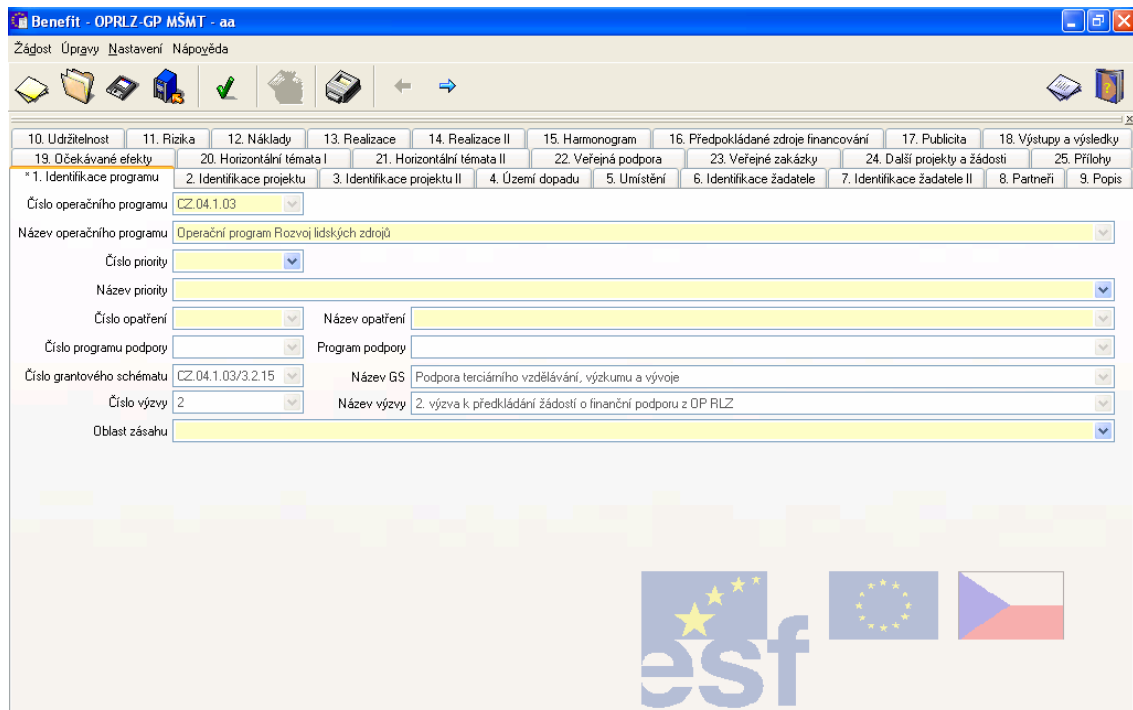 Benefit - OPRLZ-GP MŠMT - aa
Žádost Úpravy Nastavení Nápověda
10. Udržitelnost 11. Rizika 12. Náklady 13. Realizace 14. Realizace II 15. Harmonogram 16. Předpokládané zdroje financování 17. Publicita 18. Výstupy a výsledky
19. Očekávané efekty 20. Horizontální témata I 21. Horizontální témata II 22. Veřejná podpora 23. Veřejné zakázky 24. Další projekty a žádosti 25. Přílohy
* 1. Identifikace programu 2. Identifikace projektu 3. Identifikace projektu II 4. Území dopadu 5. Umístění 6. Identifikace žadatele 7. Identifikace žadatele II 8. Partneři 9. Popis
Číslo operačního programu CZ.04.1.03
Název operačního programu Operační program Rozvoj lidských zdrojů
Číslo priority
Název priority
Číslo opatření Název opatření
Číslo programu podpory Program podpory
Číslo grantového schématu CZ.04.1.03/3.2.15 Název GS Podpora terciárního vzdělávání, výzkumu a vývoje
Číslo výzvy 2 Název výzvy 2. výzva k předkládání žádostí o finanční podporu z OP RLZ
Oblast zásahu
esf